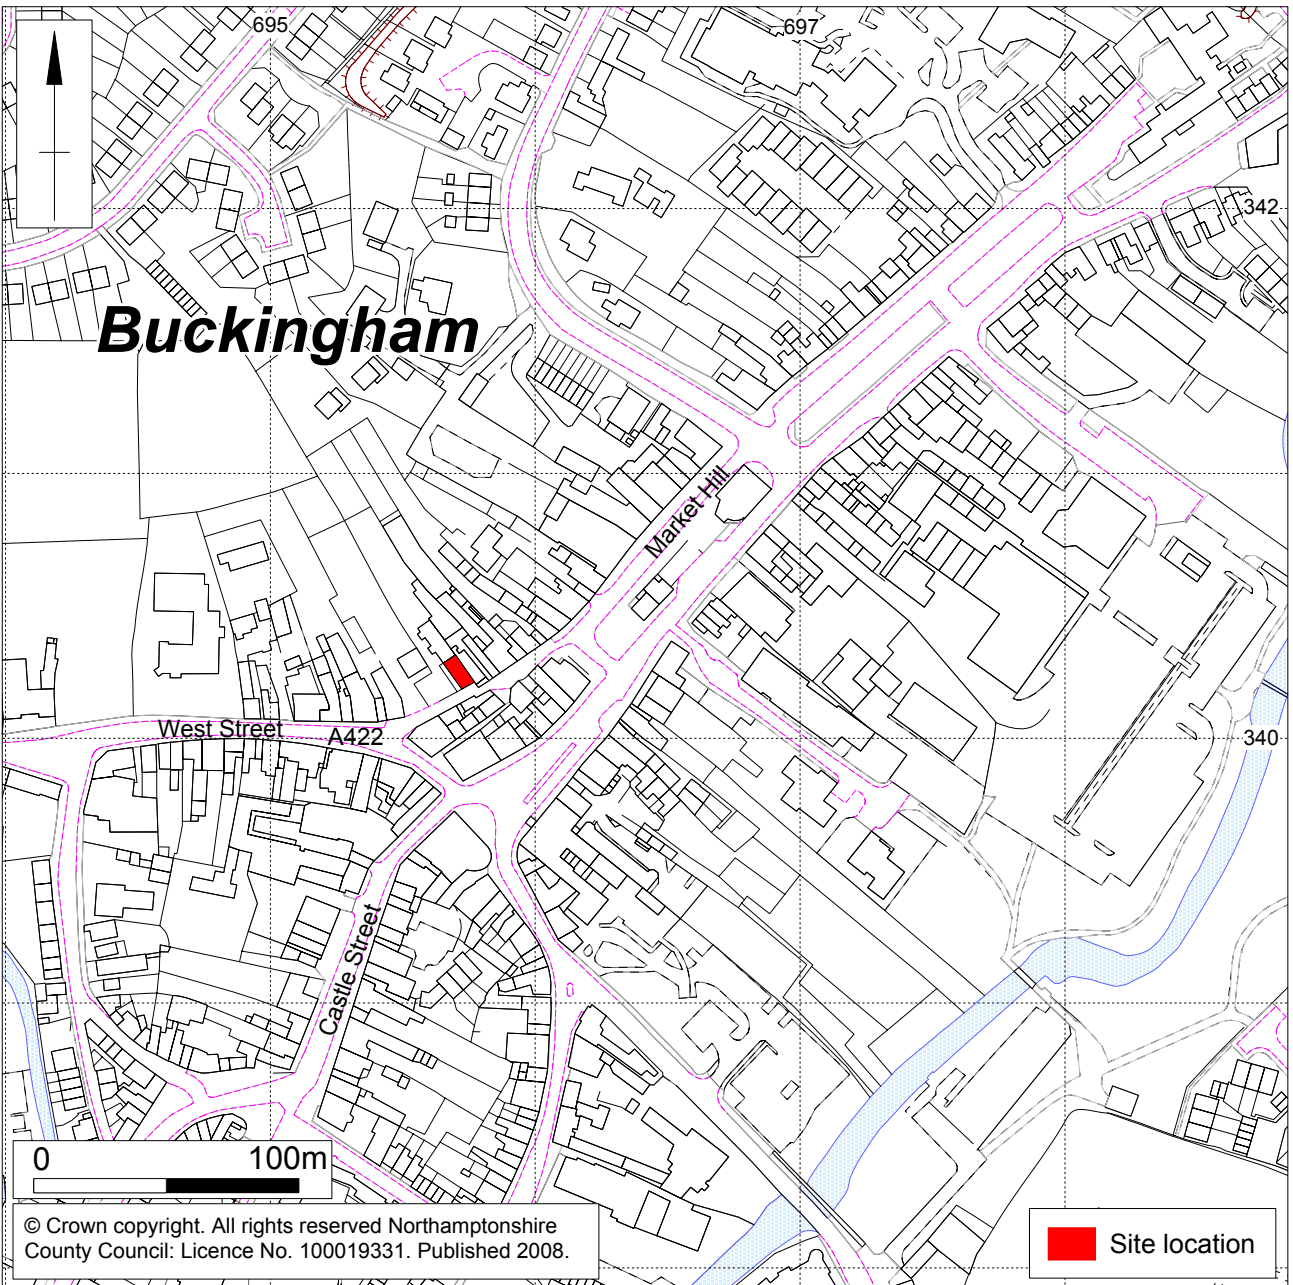 695
697
342
Buckingham
Market Hill
West Street
A422
340
Castle Street
0
100m
© Crown copyright. All rights reserved Northamptonshire
County Council: Licence No. 100019331. Published 2008.
Site location